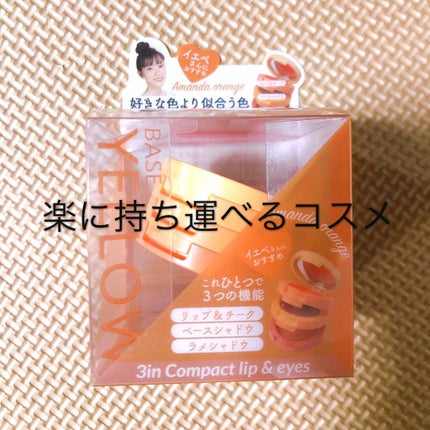 イエベ
さんに
おすすめ
Amanda orange
好きな色より似合う色
BASE
YELLOW
楽に持ち運べるコスメ
Amanda orange
イエベさんに
おすすめ
これひとつで
3つの機能
リップ&チーク
ベースシャドウ
ラメシャドウ
3in Compact lip & eyes